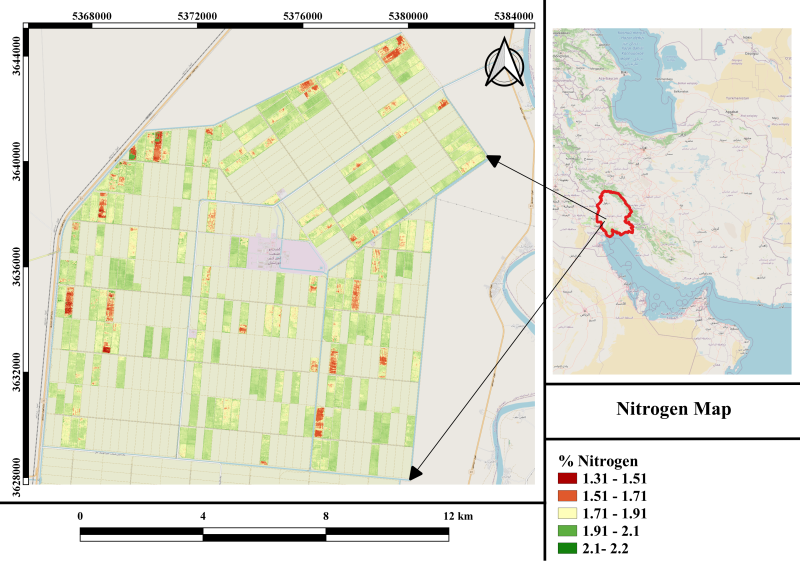 5368000 5372000 5376000 5380000 5384000
3644000
3640000
3636000
3632000
3628000
Nitrogen Map
% Nitrogen
1.31 - 1.51
1.51 - 1.71
1.71 - 1.91
1.91 - 2.1
2.1- 2.2
0 4 8 12 km